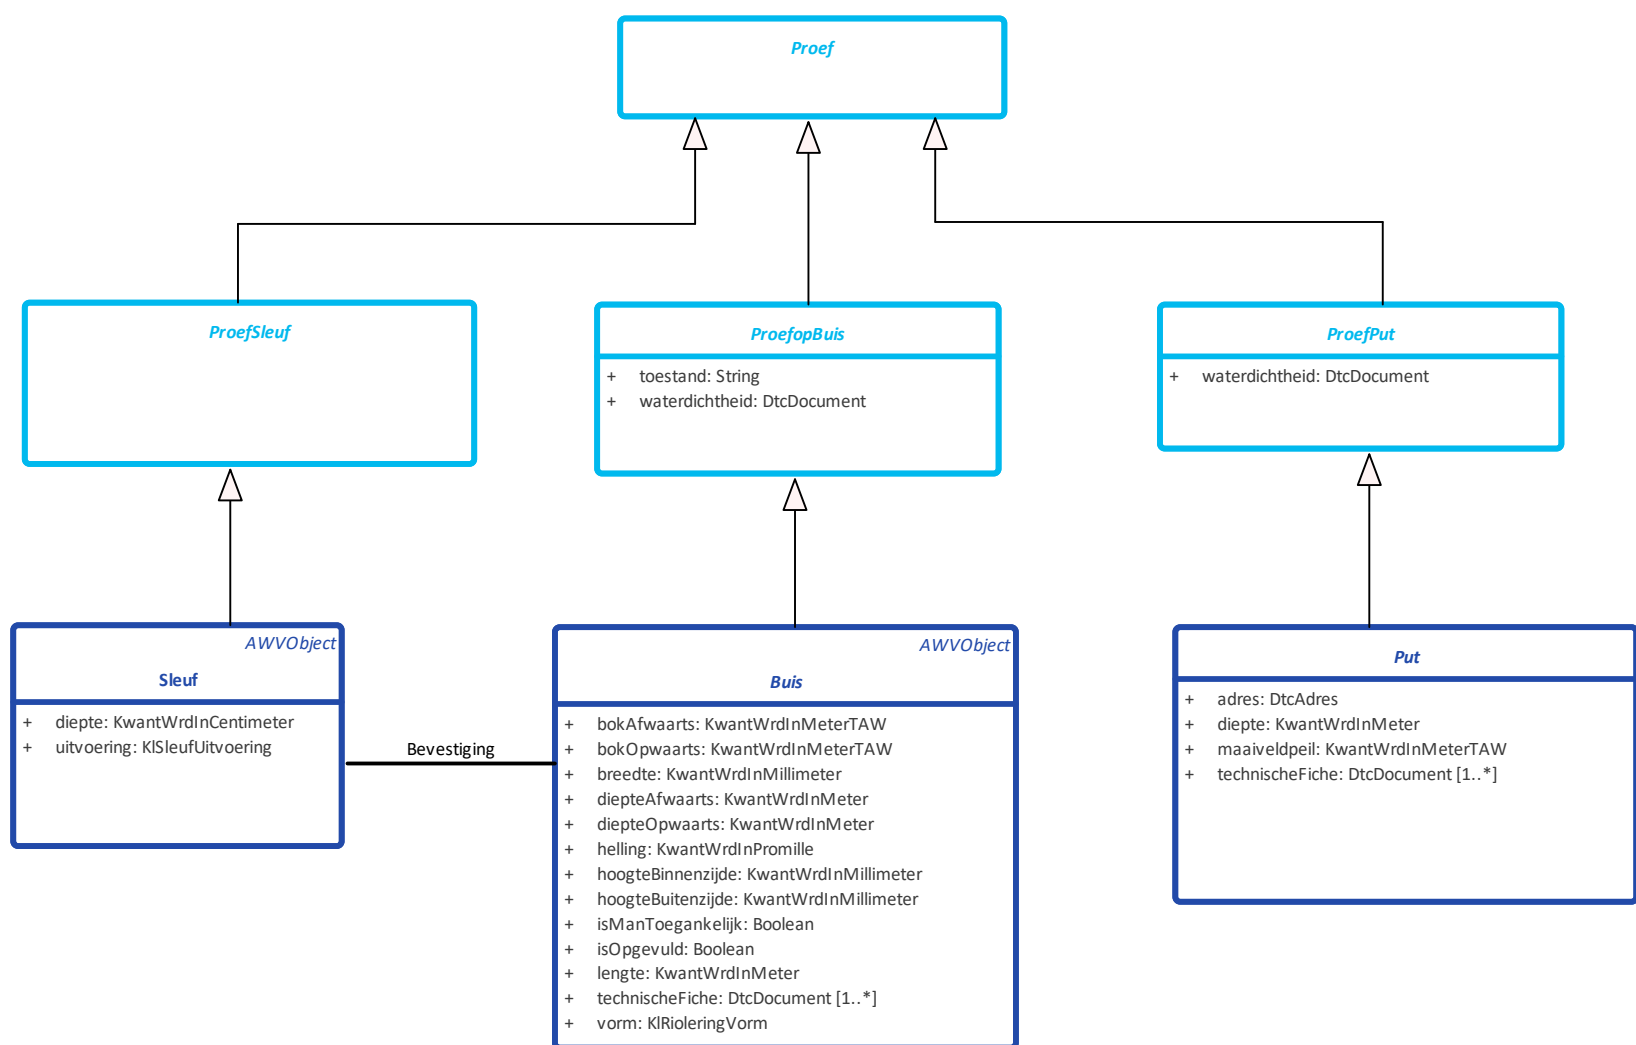 Proef
ProefSleuf
ProefopBuis
+ toestand: String
+ waterdichtheid: DtcDocument
ProefPut
+ waterdichtheid: DtcDocument
AWVObject
Sleuf
+ diepte: KwantWrdInCentimeter
+ uitvoering: KlSleufUitvoering
Bevestiging
AWVObject
Buis
+ bokAfwaarts: KwantWrdInMeterTAW
+ bokOpwaarts: KwantWrdInMeterTAW
+ breedte: KwantWrdInMillimeter
+ diepteAfwaarts: KwantWrdInMeter
+ diepteOpwaarts: KwantWrdInMeter
+ helling: KwantWrdInPromille
+ hoogteBinnenzijde: KwantWrdInMillimeter
+ hoogteBuitenzijde: KwantWrdInMillimeter
+ isManToegankelijk: Boolean
+ isOpgevuld: Boolean
+ lengte: KwantWrdInMeter
+ technischeFiche: DtcDocument [1..*]
+ vorm: KlRioleringVorm
Put
+ adres: DtcAdres
+ diepte: KwantWrdInMeter
+ maaiveldpeil: KwantWrdInMeterTAW
+ technischeFiche: DtcDocument [1..*]